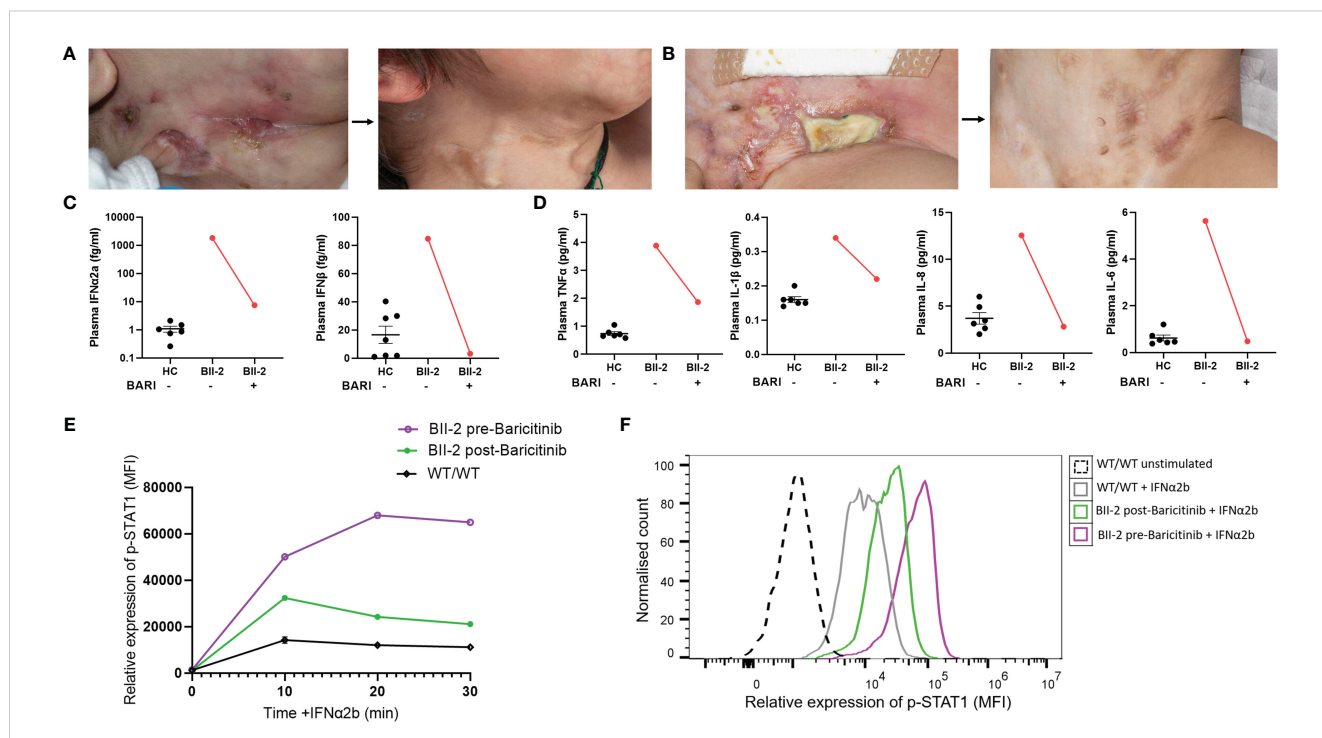 A
B
C
D
Plasma IFNα2a (fg/ml)
10000
1000
100
10
1
0.1
HC
BII-2
BII-2
BARI
-
-
+
Plasma IFNβ (fg/ml)
100
80
60
40
20
0
HC
BII-2
BII-2
-
-
+
Plasma TNFα (pg/ml)
5
4
3
2
1
0
HC
BII-2
BII-2
BARI
-
-
+
Plasma IL-1β (pg/ml)
0.4
0.3
0.2
0.1
0.0
HC
BII-2
BII-2
-
-
+
Plasma IL-8 (pg/ml)
15
10
5
0
HC
BII-2
BII-2
-
-
+
Plasma IL-6 (pg/ml)
6
4
2
0
HC
BII-2
BII-2
-
-
+
E
BII-2 pre-Baricitinib
BII-2 post-Baricitinib
WT/WT
Relative expression of p-STAT1 (MFI)
80000
60000
40000
20000
0
0 10 20 30
Time +IFNα2b (min)
F
Normalised count
100
80
60
40
20
0
0 10⁴ 10⁵ 10⁶ 10⁷
Relative expression of p-STAT1 (MFI)
WT/WT unstimulated
WT/WT + IFNα2b
BII-2 post-Baricitinib + IFNα2b
BII-2 pre-Baricitinib + IFNα2b